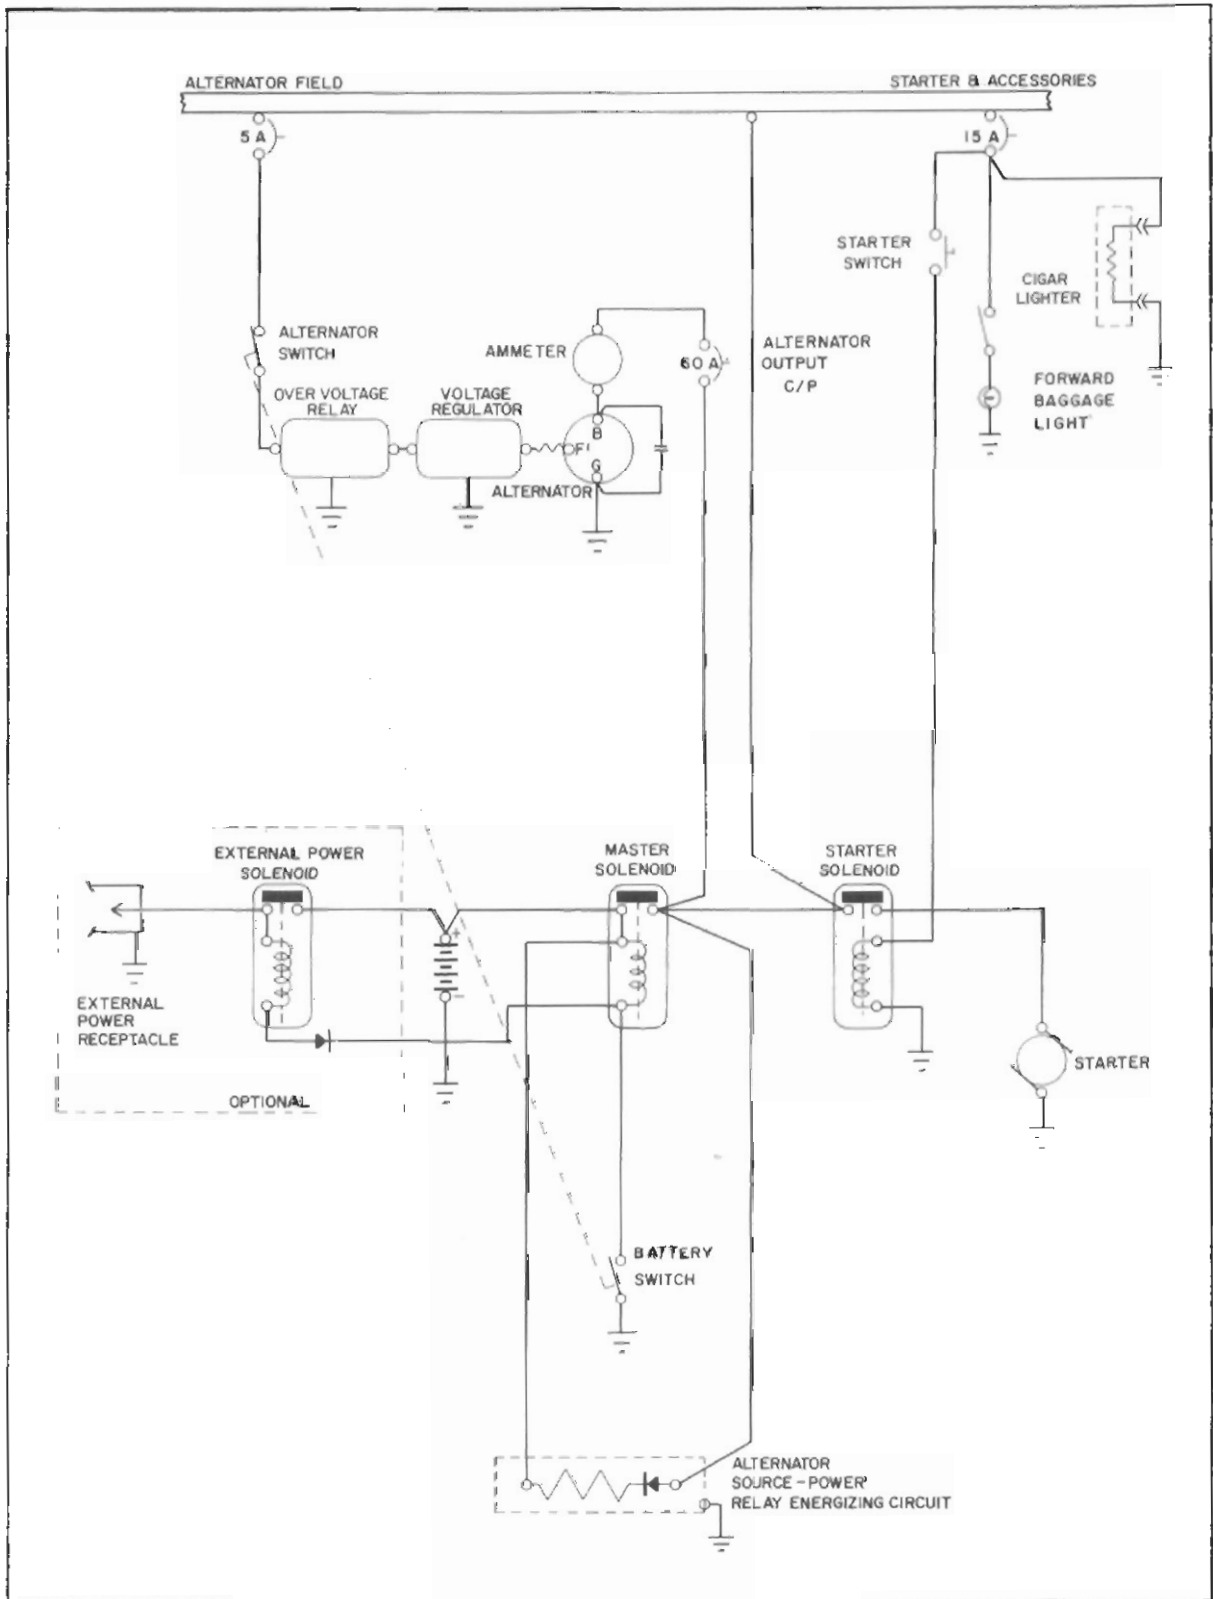 ALTERNATOR FIELD
STARTER & ACCESSORIES
5 A
15 A
STARTER
SWITCH
CIGAR
LIGHTER
ALTERNATOR
SWITCH
AMMETER
60 A
ALTERNATOR
OUTPUT
C/P
FORWARD
BAGGAGE
LIGHT
OVER VOLTAGE
RELAY
VOLTAGE
REGULATOR
B
F1
G
ALTERNATOR
EXTERNAL POWER
SOLENOID
MASTER
SOLENOID
STARTER
SOLENOID
+
−
EXTERNAL
POWER
RECEPTACLE
OPTIONAL
STARTER
BATTERY
SWITCH
ALTERNATOR
SOURCE-POWER
RELAY ENERGIZING CIRCUIT